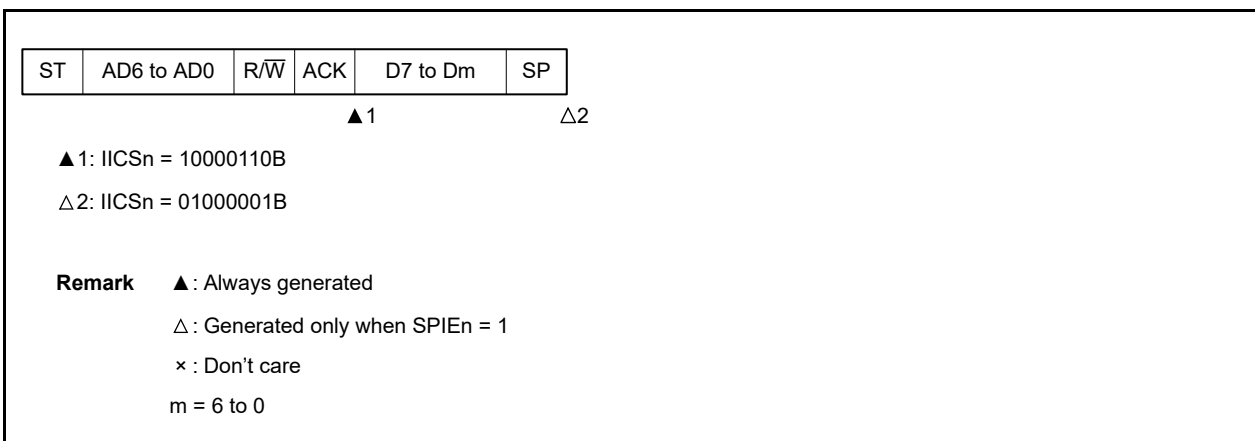 ST AD6 to AD0 R/W̅ ACK D7 to Dm SP
▲1 △2
▲1: IICSn = 10000110B
△2: IICSn = 01000001B
Remark ▲: Always generated
△: Generated only when SPIEn = 1
×: Don’t care
m = 6 to 0